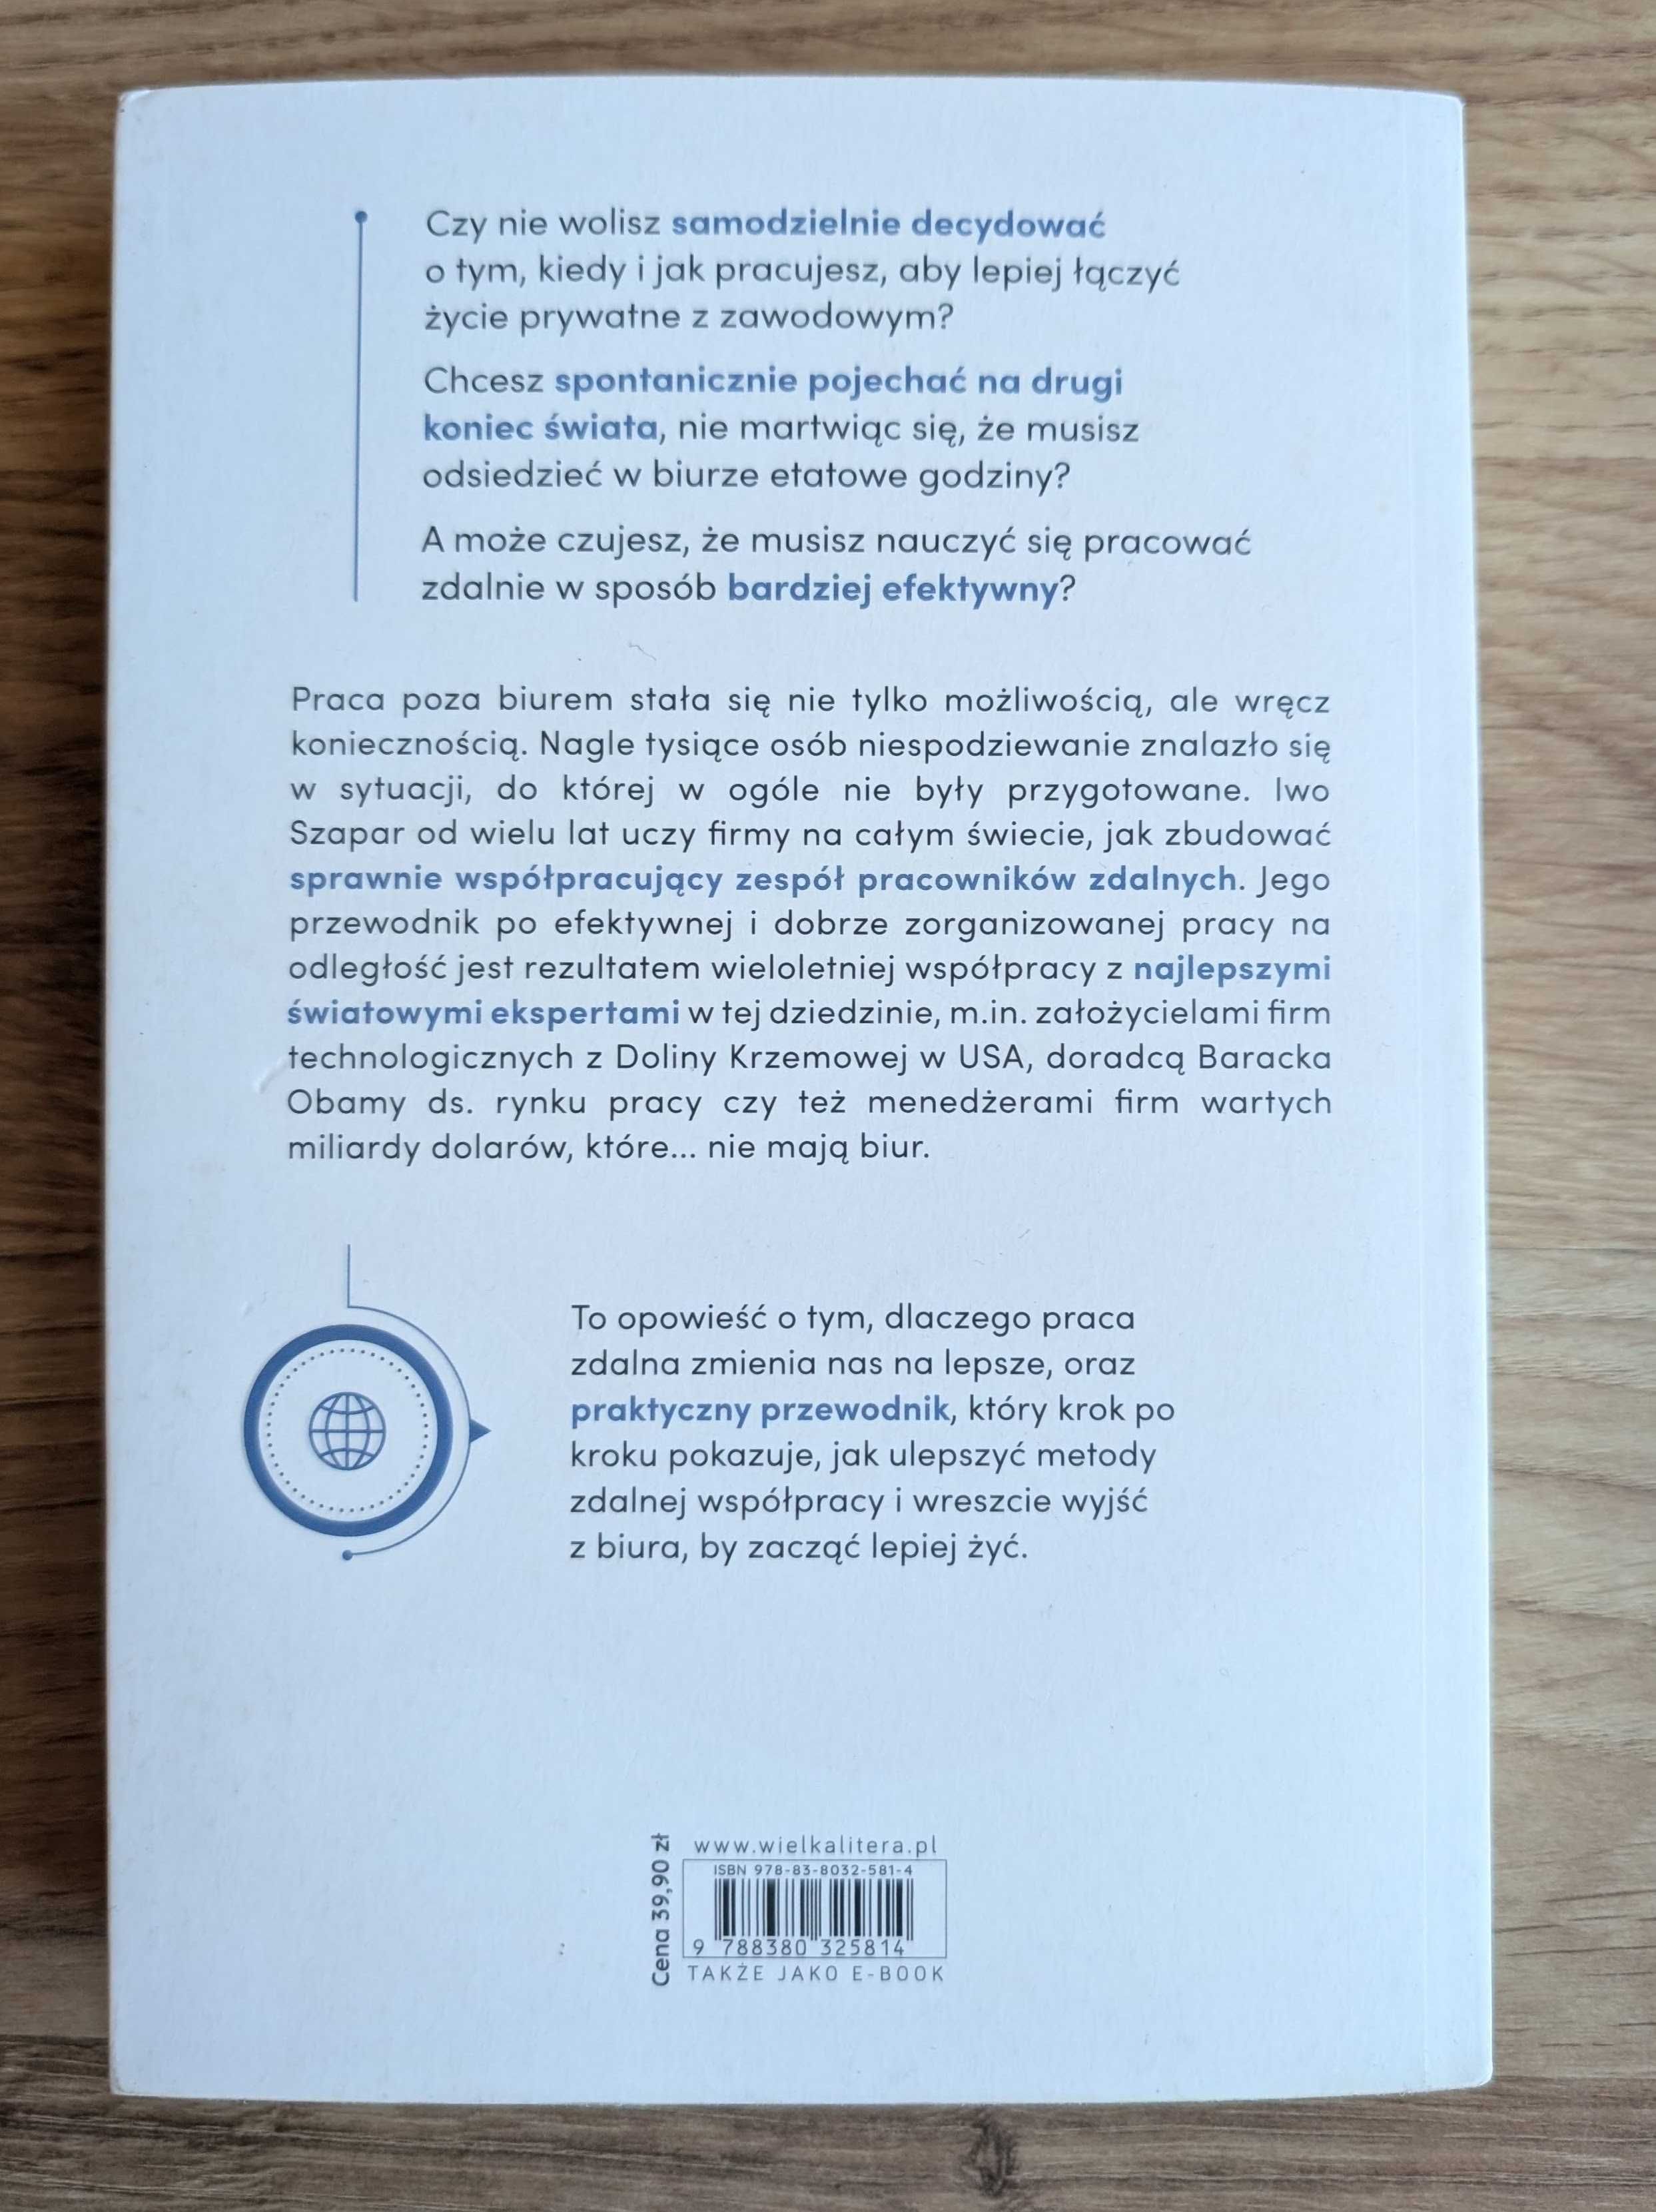 Czy nie wolisz samodzielnie decydować
o tym, kiedy i jak pracujesz, aby lepiej łączyć
życie prywatne z zawodowym?
Chcesz spontanicznie pojechać na drugi
koniec świata, nie martwiąc się, że musisz
odsiedzieć w biurze etatowe godziny?
A może czujesz, że musisz nauczyć się pracować
zdalnie w sposób bardziej efektywny?
Praca poza biurem stała się nie tylko możliwością, ale wręcz
koniecznością. Nagle tysiące osób niespodziewanie znalazło się
w sytuacji, do której w ogóle nie były przygotowane. Iwo
Szapar od wielu lat uczy firmy na całym świecie, jak zbudować
sprawnie współpracujący zespół pracowników zdalnych. Jego
przewodnik po efektywnej i dobrze zorganizowanej pracy na
odległość jest rezultatem wieloletniej współpracy z najlepszymi
światowymi ekspertami w tej dziedzinie, m.in. założycielami firm
technologicznych z Doliny Krzemowej w USA, doradcą Baracka
Obamy ds. rynku pracy czy też menedżerami firm wartych
miliardy dolarów, które... nie mają biur.
To opowieść o tym, dlaczego praca
zdalna zmienia nas na lepsze, oraz
praktyczny przewodnik, który krok po
kroku pokazuje, jak ulepszyć metody
zdalnej współpracy i wreszcie wyjść
z biura, by zacząć lepiej żyć.
Cena 39,90 zł
www.wielkalitera.pl
ISBN 978-83-8032-581-4
9 788380 325814
TAKŻE JAKO E-BOOK